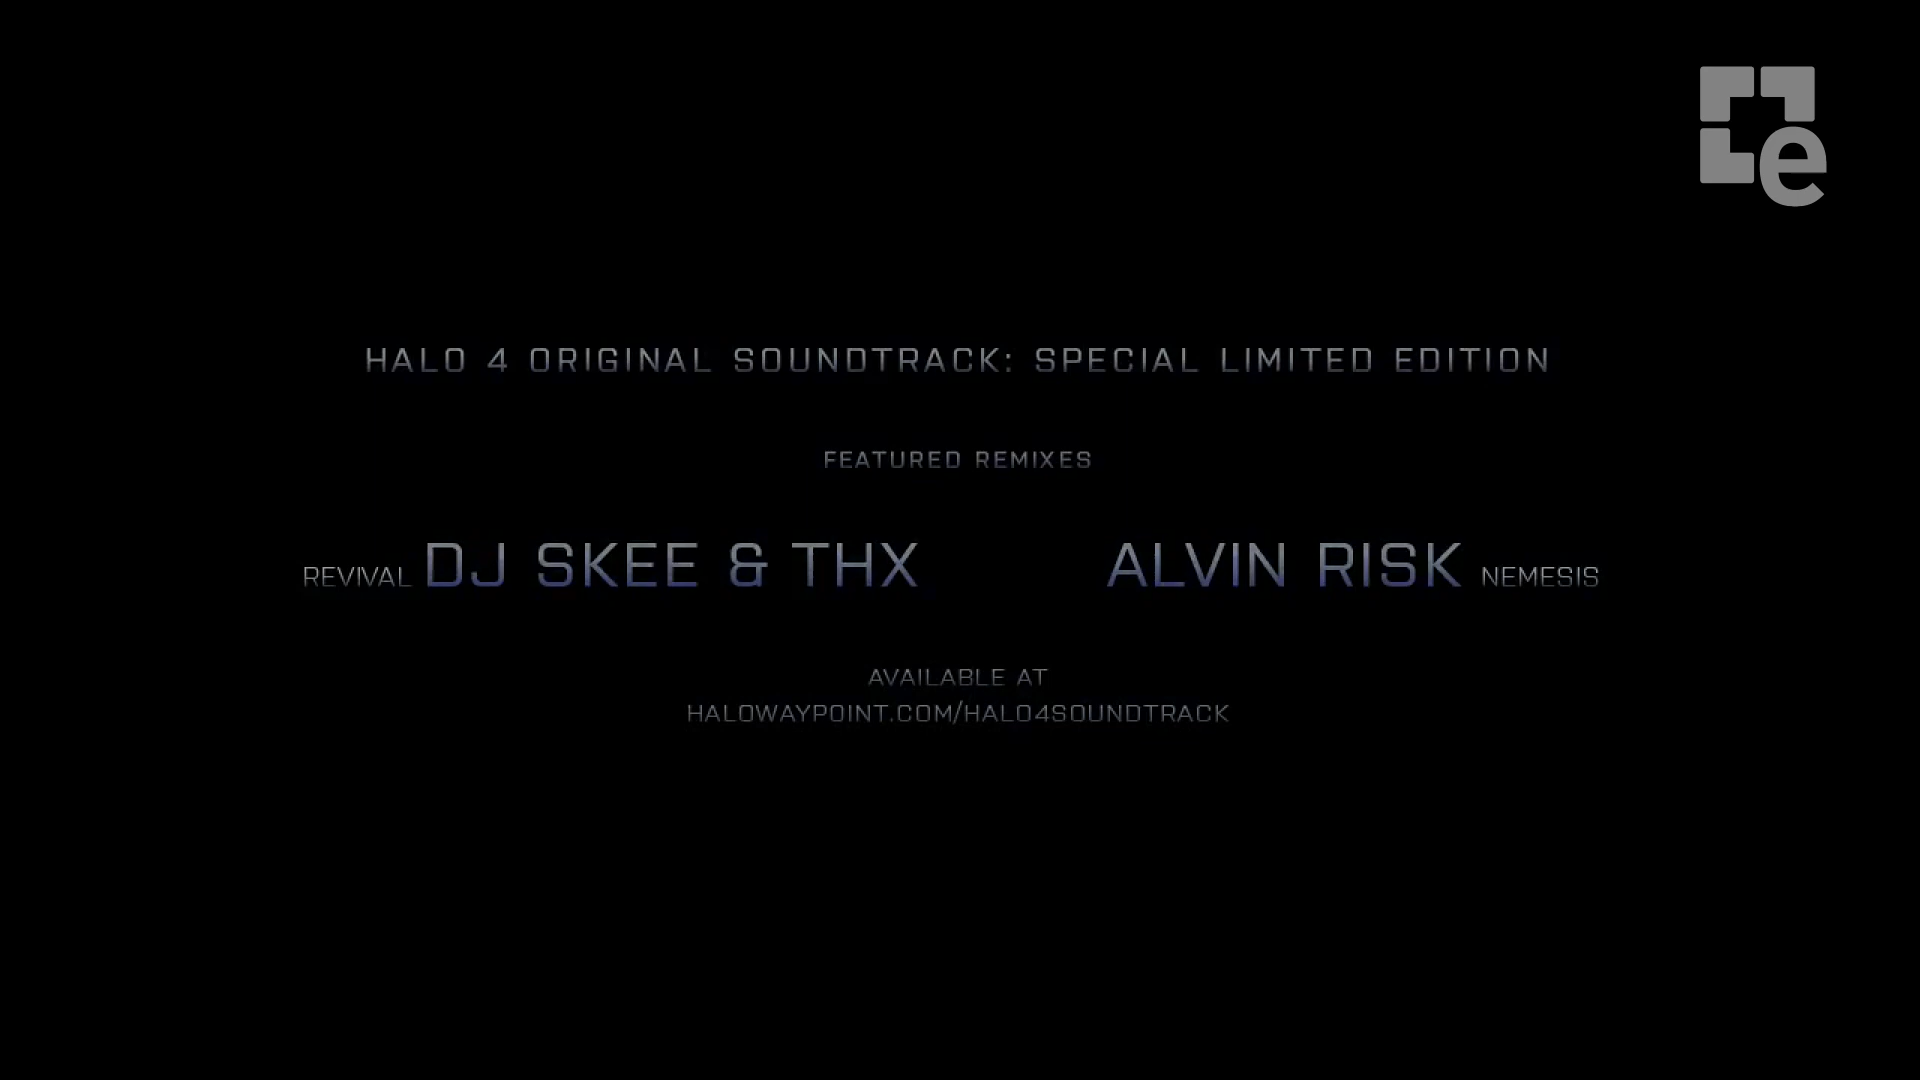 e
HALO 4 ORIGINAL SOUNDTRACK: SPECIAL LIMITED EDITION
FEATURED REMIXES
REVIVAL DJ SKEE & THX ALVIN RISK NEMESIS
AVAILABLE AT
HALOWAYPOINT.COM/HALO4SOUNDTRACK